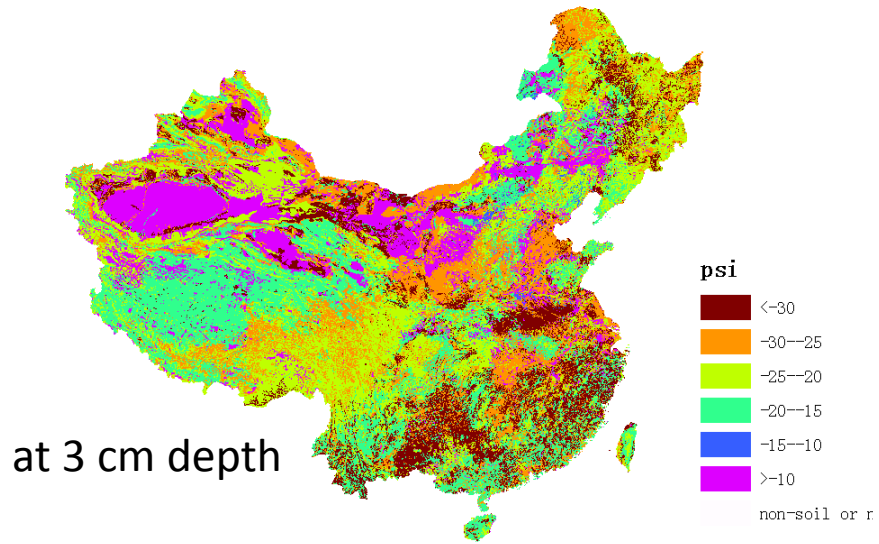 psi
<-30
-30--25
-25--20
-20--15
-15--10
>-10
non-soil or
at 3 cm depth